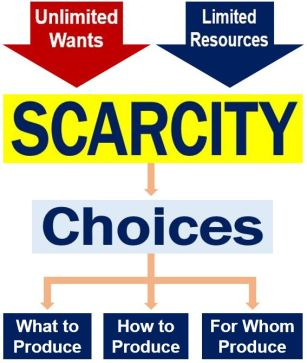 Unlimited
Wants
Limited
Resources
SCARCITY
Choices
What to
Produce
How to
Produce
For Whom
Produce